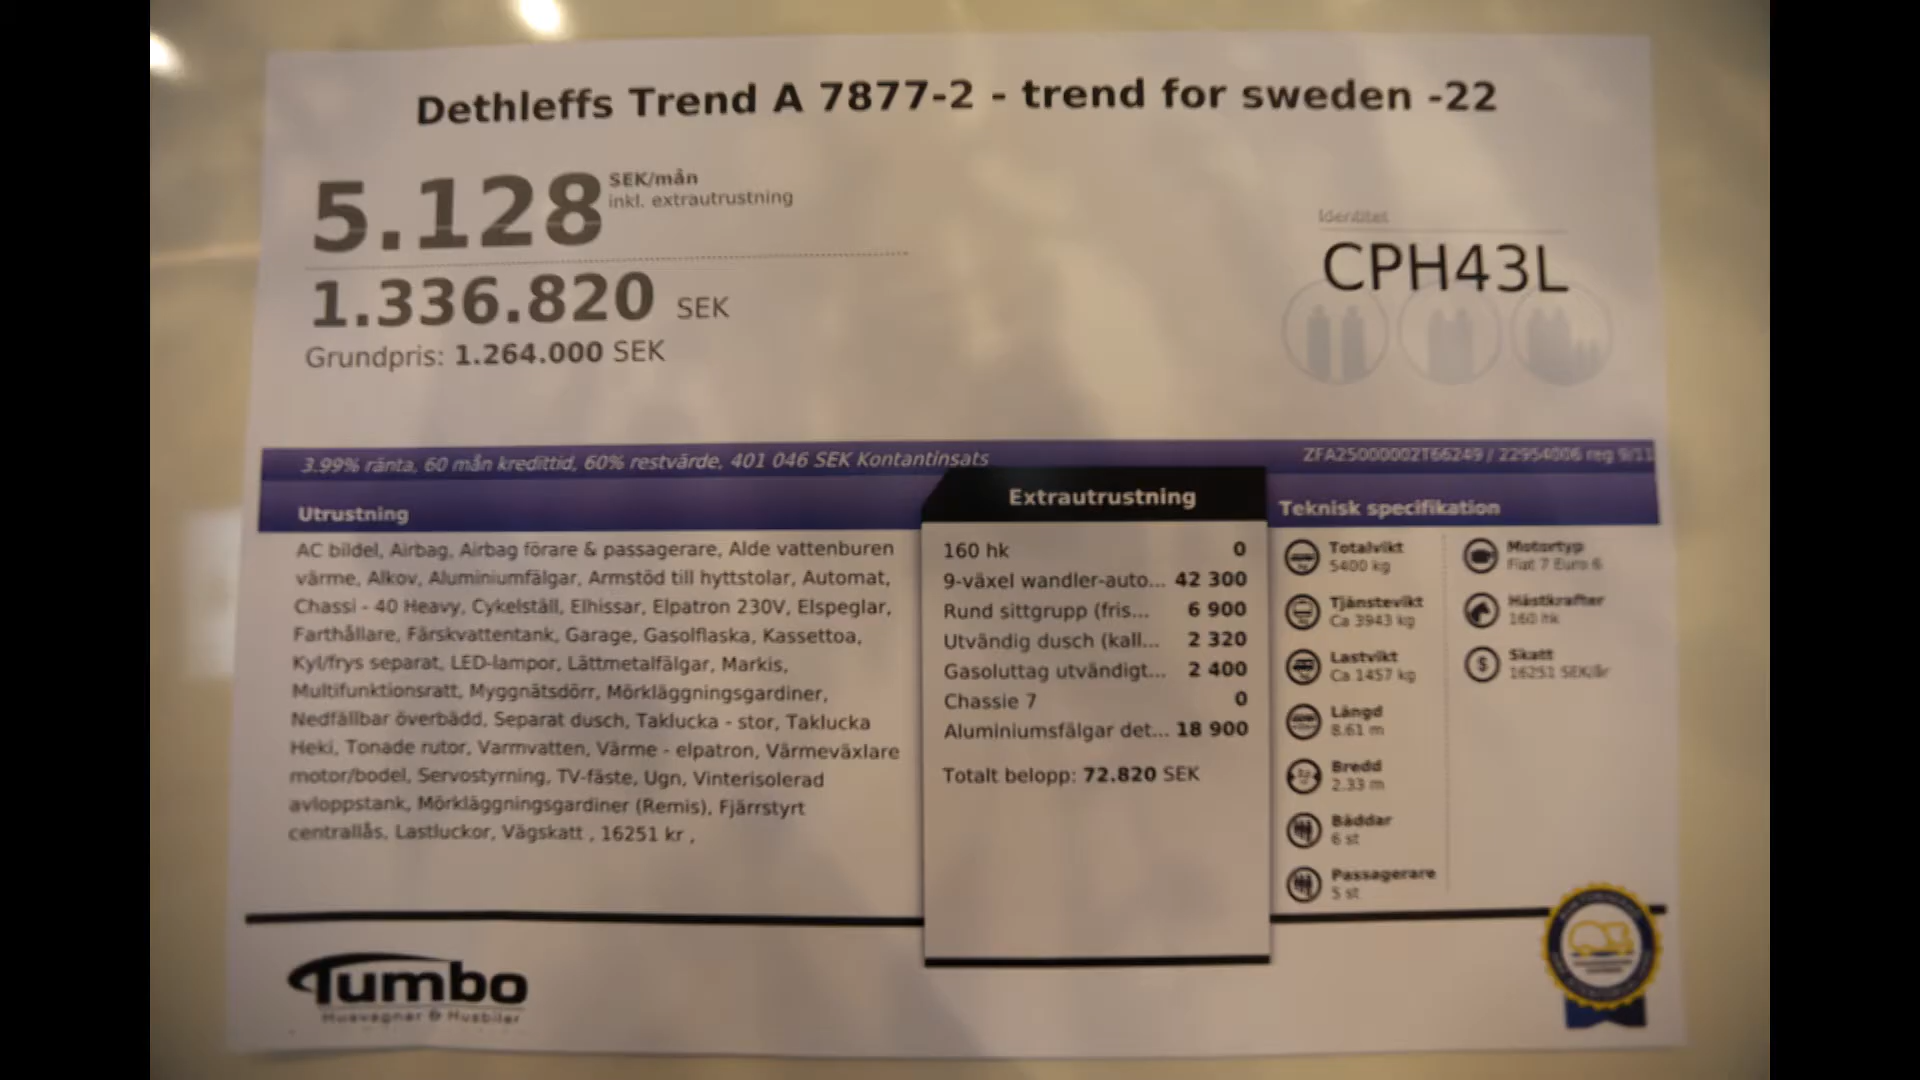 Dethleffs Trend A 7877-2 - trend for sweden -22
5.128 SEK/mån
inkl. extrautrustning
1.336.820 SEK
Grundpris: 1.264.000 SEK
Identitet
CPH43L
3.99% ränta, 60 mån kredittid, 60% restvärde, 401 046 SEK Kontantinsats
ZFA25000002T66249 / 22954006 reg 9/11
Utrustning
AC bildel, Airbag, Airbag förare & passagerare, Alde vattenburen
värme, Alkov, Aluminiumfälgar, Armstöd till hyttstolar, Automat,
Chassi - 40 Heavy, Cykelställ, Elhissar, Elpatron 230V, Elspeglar,
Farthållare, Färskvattentank, Garage, Gasolflaska, Kassettoa,
Kyl/frys separat, LED-lampor, Lättmetalfälgar, Markis,
Multifunktionsratt, Myggnätsdörr, Mörkläggningsgardiner,
Nedfällbar överbädd, Separat dusch, Taklucka - stor, Taklucka
Heki, Tonade rutor, Varmvatten, Värme - elpatron, Värmeväxlare
motor/bodel, Servostyrning, TV-fäste, Ugn, Vinterisolerad
avloppstank, Mörkläggningsgardiner (Remis), Fjärrstyrt
centrallås, Lastluckor, Vägskatt , 16251 kr ,
Extrautrustning
160 hk 0
9-växel wandler-auto... 42 300
Rund sittgrupp (fris... 6 900
Utvändig dusch (kall... 2 320
Gasoluttag utvändigt... 2 400
Chassie 7 0
Aluminiumsfälgar det... 18 900
Totalt belopp: 72.820 SEK
Teknisk specifikation
Totalvikt
5400 kg
Tjänstevikt
Ca 3943 kg
Lastvikt
Ca 1457 kg
Längd
8.61 m
Bredd
2.33 m
Bäddar
6 st
Passagerare
5 st
Motortyp
Fiat 7 Euro 6
Hästkrafter
160 hk
Skatt
16251 SEK/år
Tumbo
Husvagnar & Husbilar